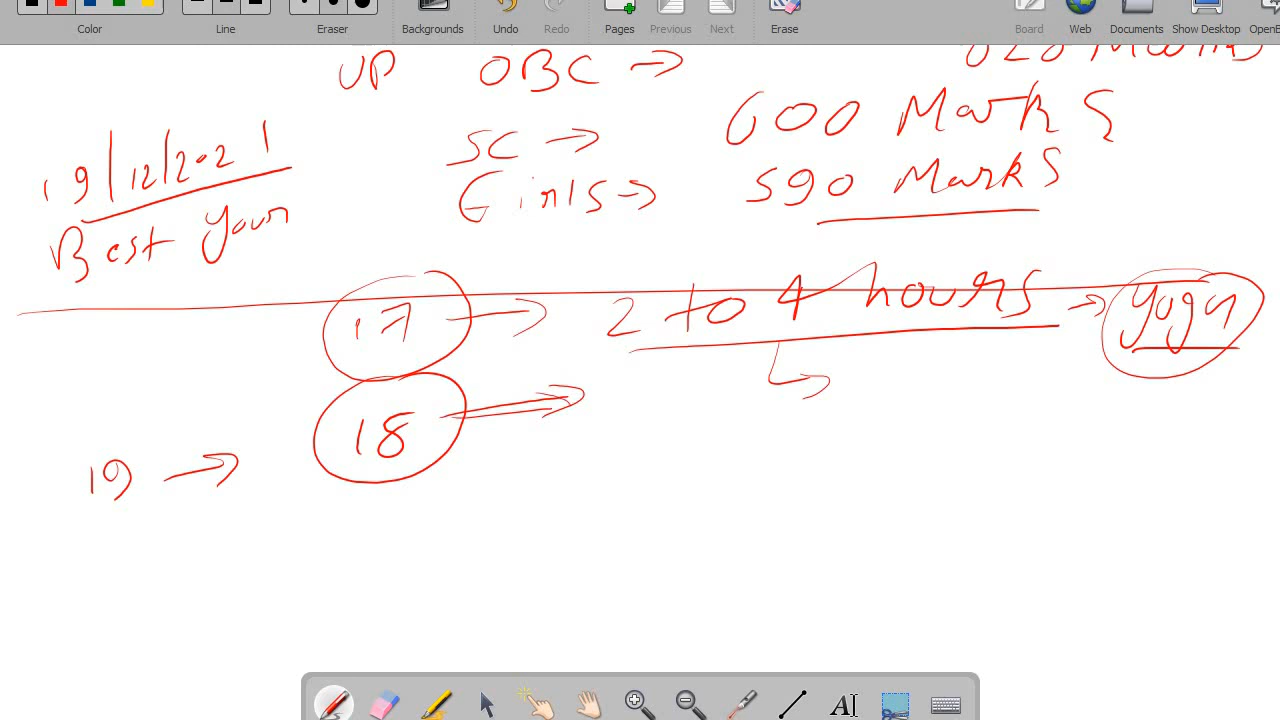 Color Line Eraser Backgrounds Undo Redo Pages Previous Next Erase Board Web Documents Show Desktop
UP OBC →
600 Marks
SC →
Girls → 590 Marks
19/12/2021
Best Your
17 → 2 to 4 hours → yoga
18 →
19 →
A